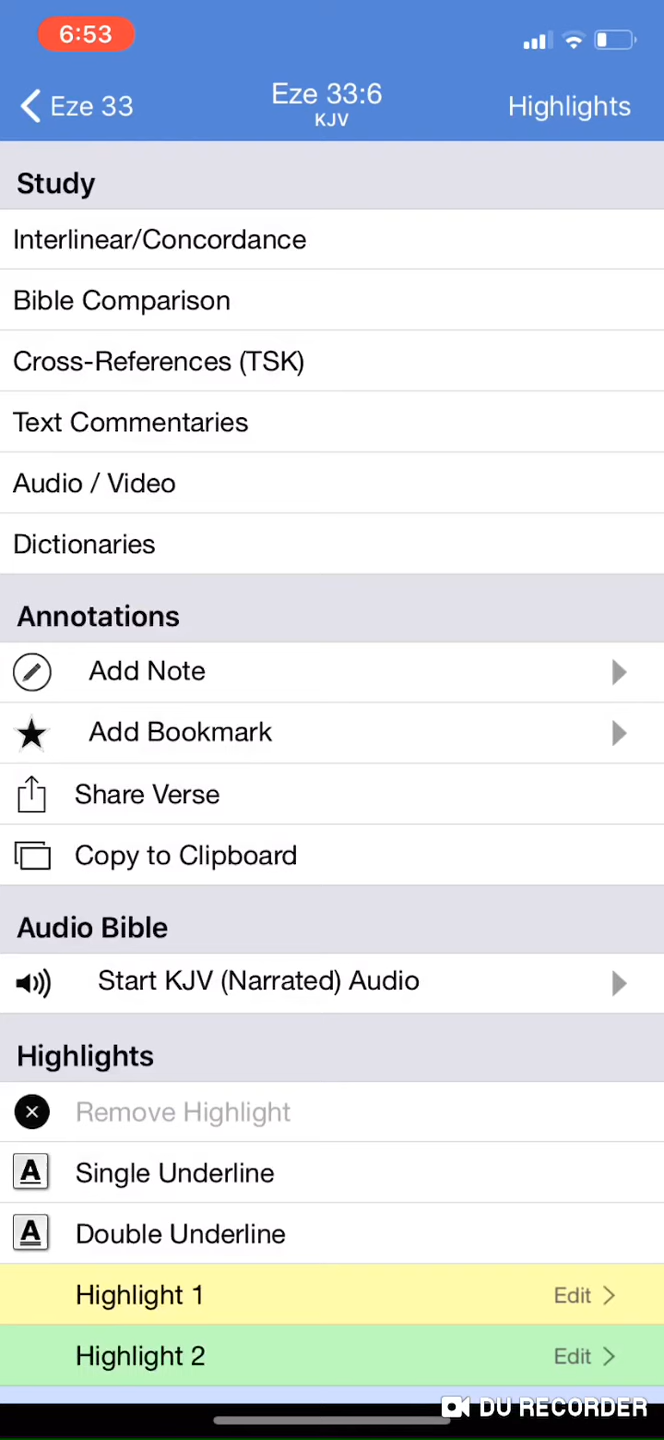 6:53
Eze 33
Eze 33:6
KJV
Highlights
Study
Interlinear/Concordance
Bible Comparison
Cross-References (TSK)
Text Commentaries
Audio / Video
Dictionaries
Annotations
Add Note
Add Bookmark
Share Verse
Copy to Clipboard
Audio Bible
Start KJV (Narrated) Audio
Highlights
Remove Highlight
A Single Underline
A Double Underline
Highlight 1 Edit
Highlight 2 Edit
DU RECORDER